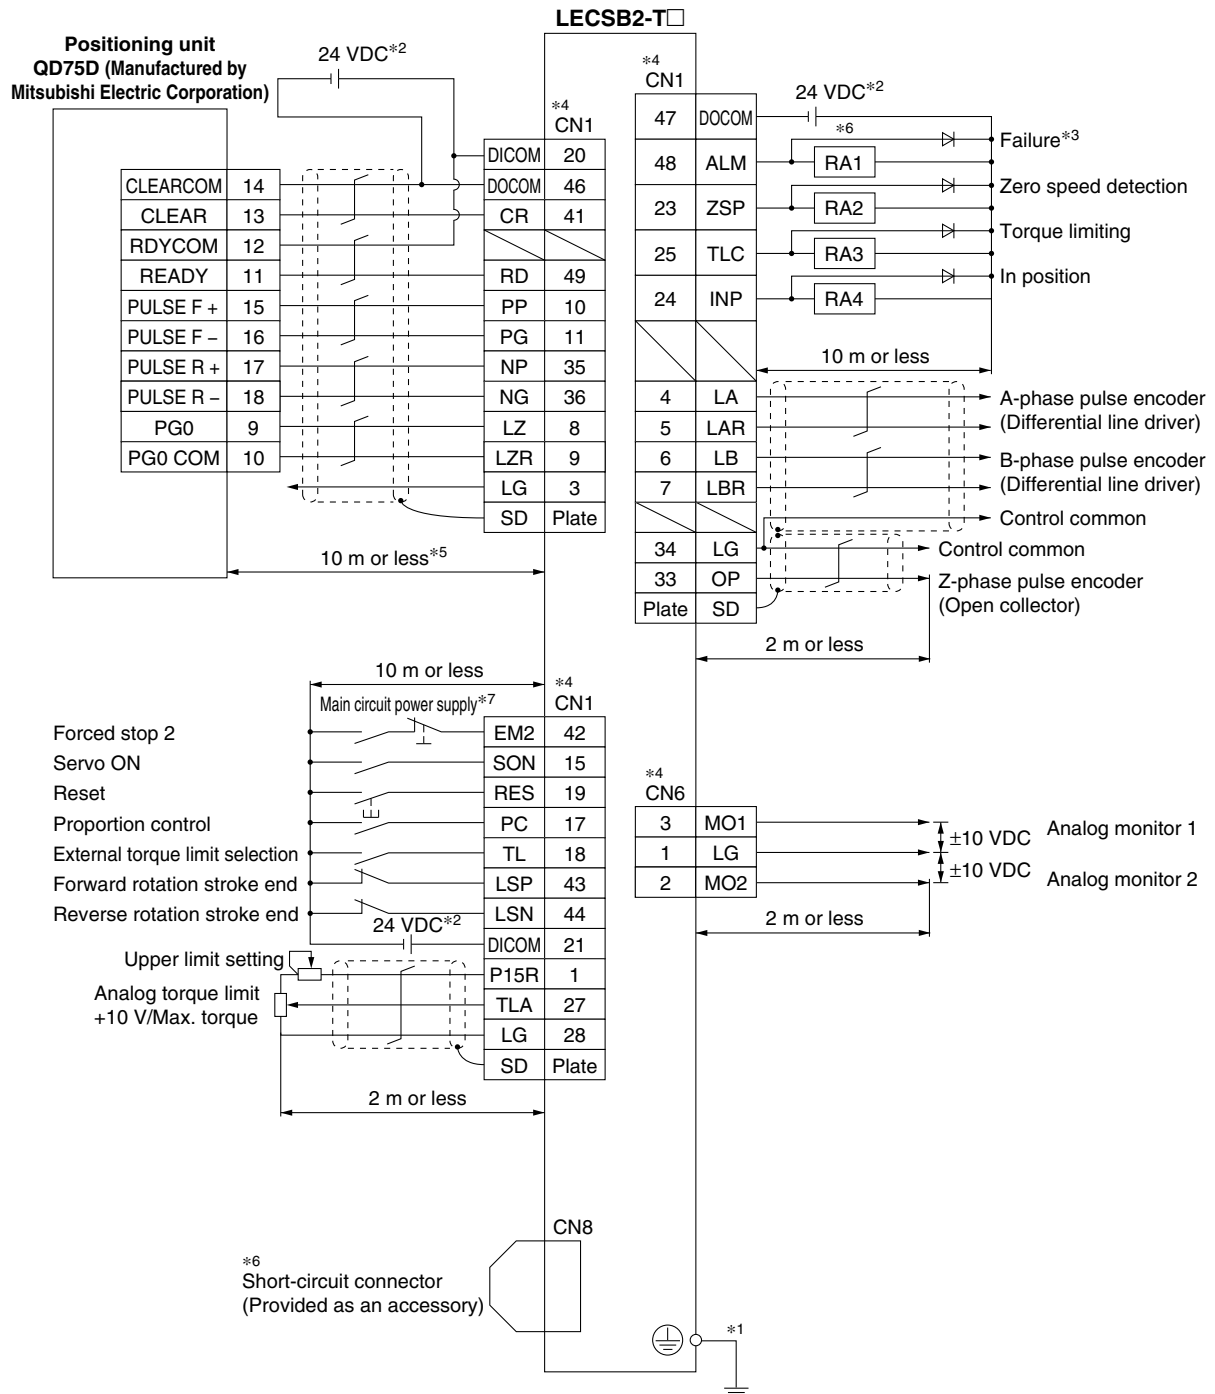 LECSB2-T□
Positioning unit
QD75D (Manufactured by
Mitsubishi Electric Corporation)
24 VDC*2
*4
CN1
DICOM 20
CLEARCOM 14 DOCOM 46
CLEAR 13 CR 41
RDYCOM 12
READY 11 RD 49
PULSE F + 15 PP 10
PULSE F − 16 PG 11
PULSE R + 17 NP 35
PULSE R − 18 NG 36
PG0 9 LZ 8
PG0 COM 10 LZR 9
LG 3
SD Plate
10 m or less*5
*4
CN1
24 VDC*2
47 DOCOM
*6
48 ALM RA1 Failure*3
23 ZSP RA2 Zero speed detection
25 TLC RA3 Torque limiting
24 INP RA4 In position
10 m or less
4 LA A-phase pulse encoder
5 LAR (Differential line driver)
6 LB B-phase pulse encoder
7 LBR (Differential line driver)
Control common
34 LG Control common
33 OP Z-phase pulse encoder
(Open collector)
Plate SD
2 m or less
10 m or less
*4
CN1
Main circuit power supply*7
Forced stop 2 EM2 42
Servo ON SON 15
Reset RES 19
Proportion control PC 17
External torque limit selection TL 18
Forward rotation stroke end LSP 43
Reverse rotation stroke end LSN 44
24 VDC*2
DICOM 21
Upper limit setting P15R 1
Analog torque limit
+10 V/Max. torque
TLA 27
LG 28
SD Plate
2 m or less
*4
CN6
3 MO1 ±10 VDC Analog monitor 1
1 LG
2 MO2 ±10 VDC Analog monitor 2
2 m or less
CN8
*6
Short-circuit connector
(Provided as an accessory)
*1